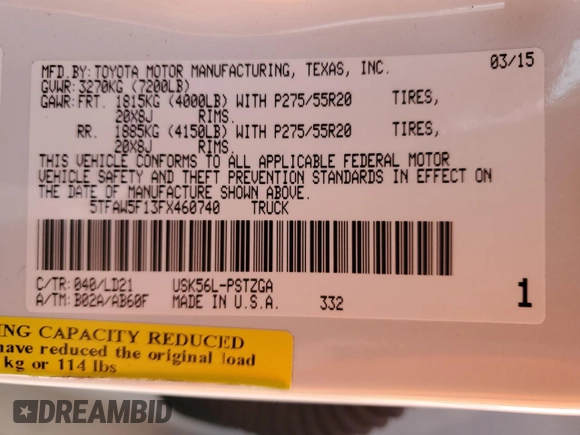 MFD.BY: TOYOTA MOTOR MANUFACTURING, TEXAS, INC. 03/15
GVWR: 3270KG (7200LB)
GAWR: FRT. 1815KG (4000LB) WITH P275/55R20 TIRES,
20X8J RIMS.
RR. 1885KG (4150LB) WITH P275/55R20 TIRES,
20X8J RIMS.
THIS VEHICLE CONFORMS TO ALL APPLICABLE FEDERAL MOTOR
VEHICLE SAFETY AND THEFT PREVENTION STANDARDS IN EFFECT ON
THE DATE OF MANUFACTURE SHOWN ABOVE.
5TFAW5F13FX460740 TRUCK
C/TR: 040/LD21 USK56L-PSTZGA
A/TM: B02A/AB60F MADE IN U.S.A. 332 1
ING CAPACITY REDUCED
have reduced the original load
kg or 114 lbs
DREAMBID